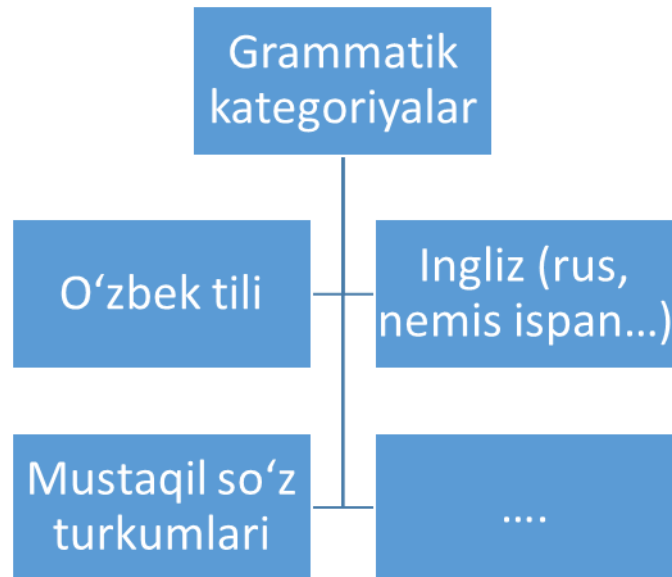 Grammatik
kategoriyalar
O‘zbek tili
Ingliz (rus,
nemis ispan...)
Mustaqil so‘z
turkumlari
....